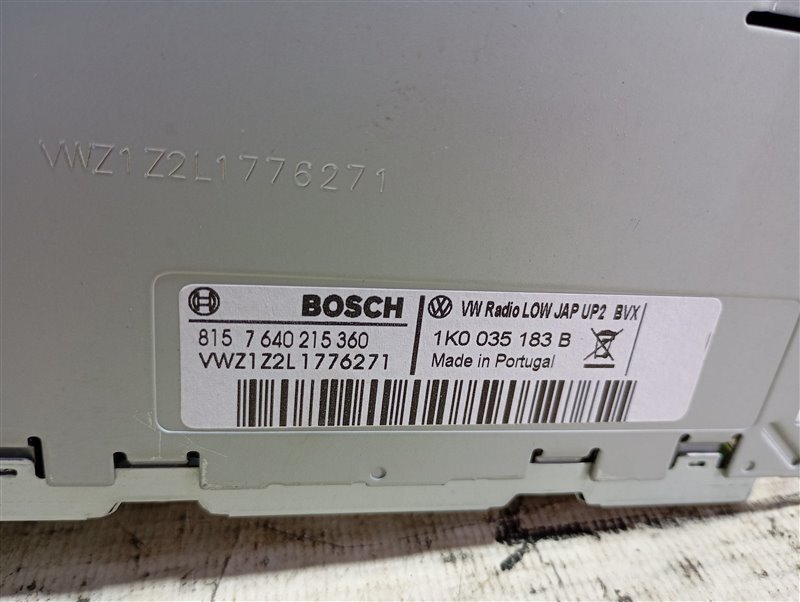 VWZ1Z2L1776271
BOSCH
VW Radio LOW JAP UP2 BVX
815 7 640 215 360
1K0 035 183 B
VWZ1Z2L1776271
Made in Portugal